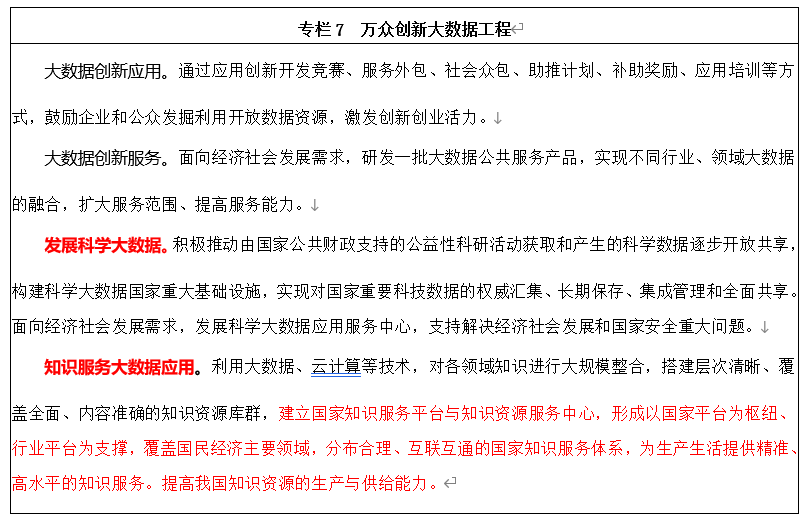 专栏 7 万众创新大数据工程
大数据创新应用。通过应用创新开发竞赛、服务外包、社会众包、助推计划、补助奖励、应用培训等方
式，鼓励企业和公众发掘利用开放数据资源，激发创新创业活力。
大数据创新服务。面向经济社会发展需求，研发一批大数据公共服务产品，实现不同行业、领域大数据
的融合，扩大服务范围、提高服务能力。
发展科学大数据。积极推动由国家公共财政支持的公益性科研活动获取和产生的科学数据逐步开放共享，
构建科学大数据国家重大基础设施，实现对国家重要科技数据的权威汇集、长期保存、集成管理和全面共享。
面向经济社会发展需求，发展科学大数据应用服务中心，支持解决经济社会发展和国家安全重大问题。
知识服务大数据应用。利用大数据、云计算等技术，对各领域知识进行大规模整合，搭建层次清晰、覆
盖全面、内容准确的知识资源库群，建立国家知识服务平台与知识资源服务中心，形成以国家平台为枢纽、
行业平台为支撑，覆盖国民经济主要领域，分布合理、互联互通的国家知识服务体系，为生产生活提供精准、
高水平的知识服务。提高我国知识资源的生产与供给能力。